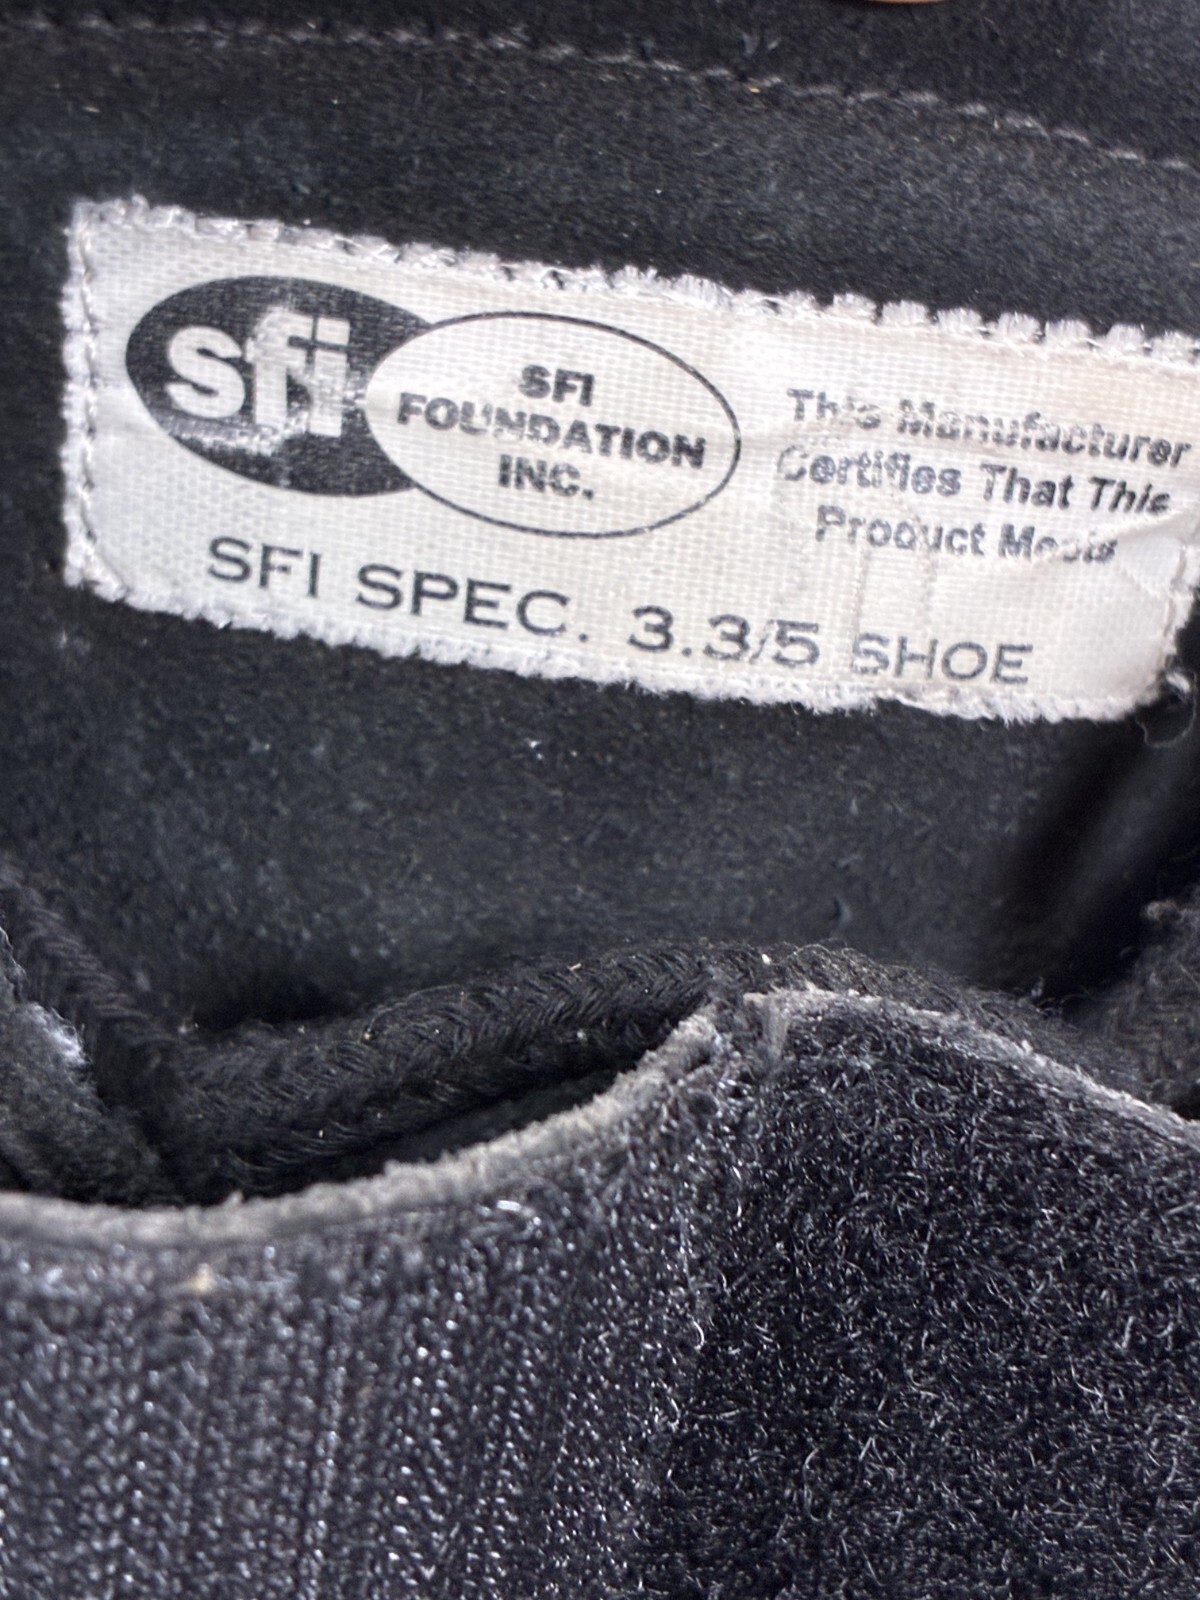 sfi
SFI
FOUNDATION
INC.
This Manufacturer
Certifies That This
Product Meets
SFI SPEC. 3.3/5 SHOE